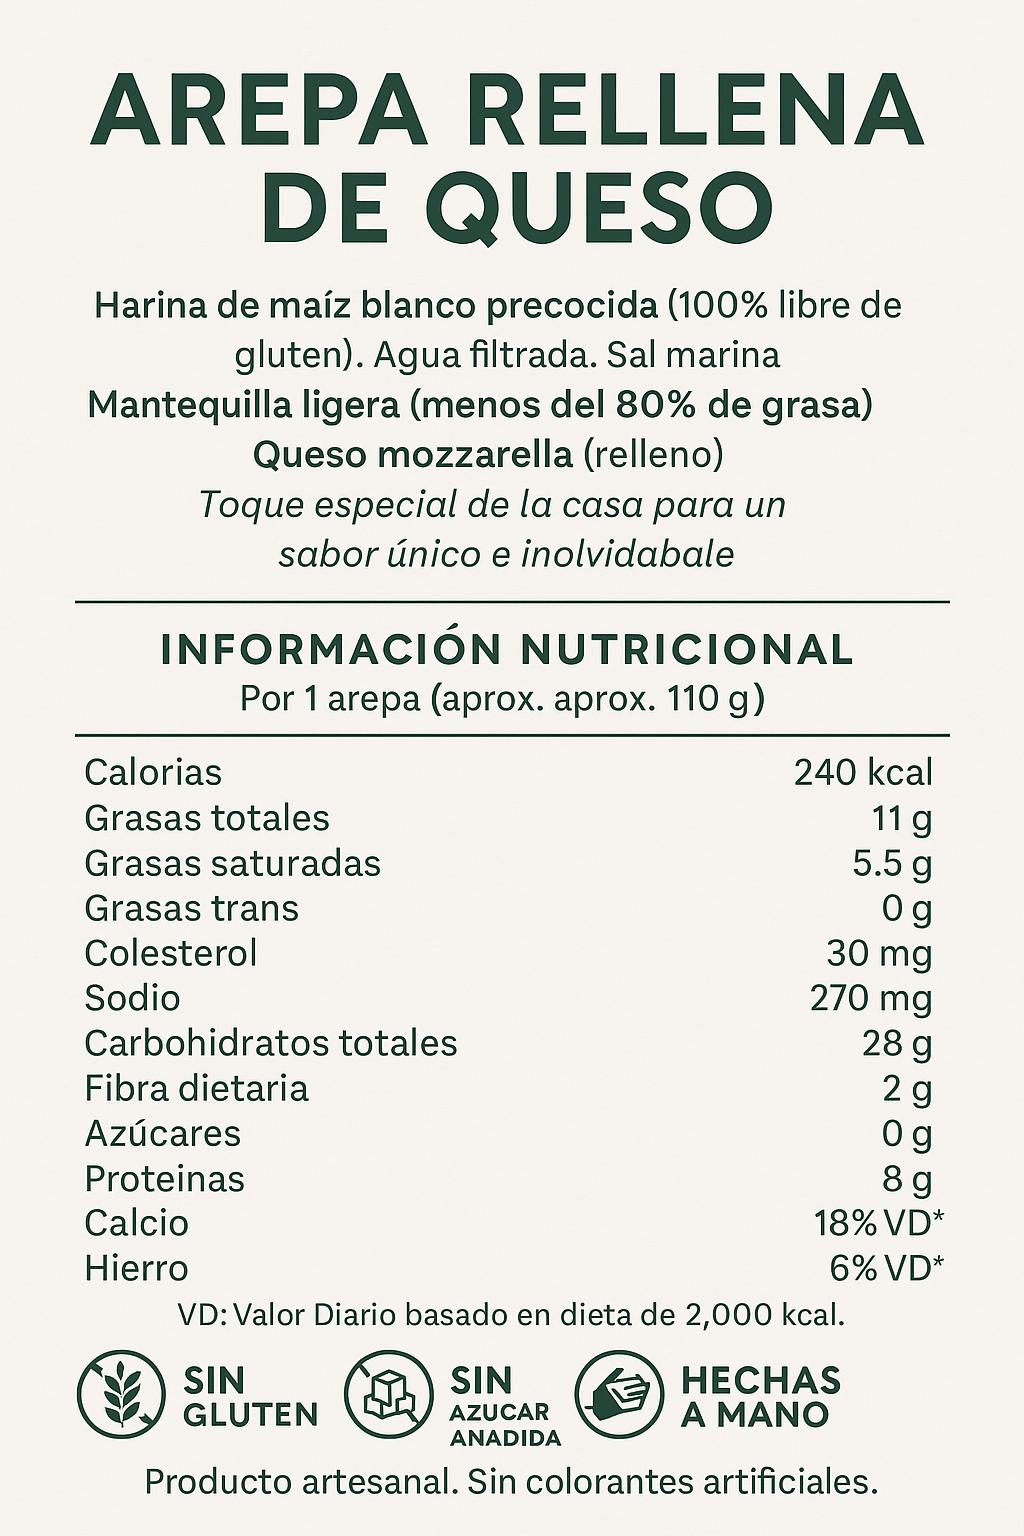 AREPA RELLENA
DE QUESO
Harina de maíz blanco precocida (100% libre de
gluten). Agua filtrada. Sal marina
Mantequilla ligera (menos del 80% de grasa)
Queso mozzarella (relleno)
Toque especial de la casa para un
sabor único e inolvidabale
INFORMACIÓN NUTRICIONAL
Por 1 arepa (aprox. aprox. 110 g)
Calorias 240 kcal
Grasas totales 11 g
Grasas saturadas 5.5 g
Grasas trans 0 g
Colesterol 30 mg
Sodio 270 mg
Carbohidratos totales 28 g
Fibra dietaria 2 g
Azúcares 0 g
Proteinas 8 g
Calcio 18% VD*
Hierro 6% VD*
VD: Valor Diario basado en dieta de 2,000 kcal.
SIN
GLUTEN
SIN
AZUCAR
ANADIDA
HECHAS
A MANO
Producto artesanal. Sin colorantes artificiales.